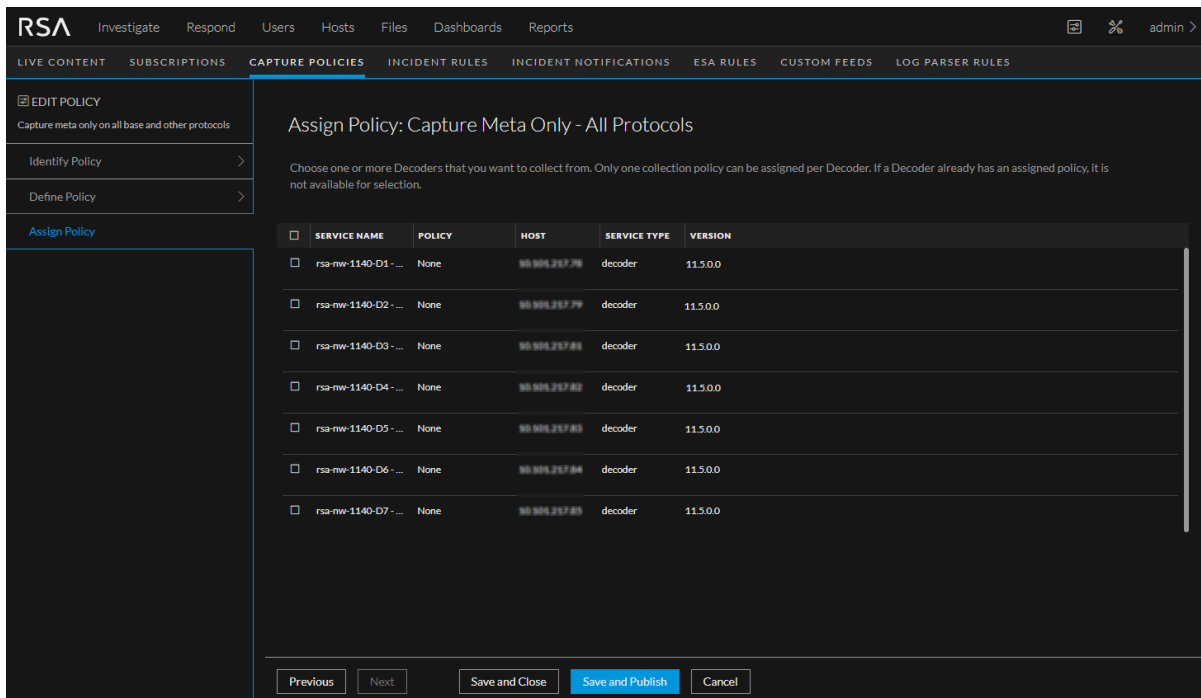 RSA Investigate Respond Users Hosts Files Dashboards Reports admin >
LIVE CONTENT SUBSCRIPTIONS CAPTURE POLICIES INCIDENT RULES INCIDENT NOTIFICATIONS ESA RULES CUSTOM FEEDS LOG PARSER RULES
EDIT POLICY
Capture meta only on all base and other protocols
Identify Policy
Define Policy
Assign Policy
Assign Policy: Capture Meta Only - All Protocols
Choose one or more Decoders that you want to collect from. Only one collection policy can be assigned per Decoder. If a Decoder already has an assigned policy, it is
not available for selection.
SERVICE NAME POLICY HOST SERVICE TYPE VERSION
rsa-nw-1140-D1 - ... None decoder 11.5.0.0
rsa-nw-1140-D2 - ... None decoder 11.5.0.0
rsa-nw-1140-D3 - ... None decoder 11.5.0.0
rsa-nw-1140-D4 - ... None decoder 11.5.0.0
rsa-nw-1140-D5 - ... None decoder 11.5.0.0
rsa-nw-1140-D6 - ... None decoder 11.5.0.0
rsa-nw-1140-D7 - ... None decoder 11.5.0.0
Previous Next Save and Close Save and Publish Cancel